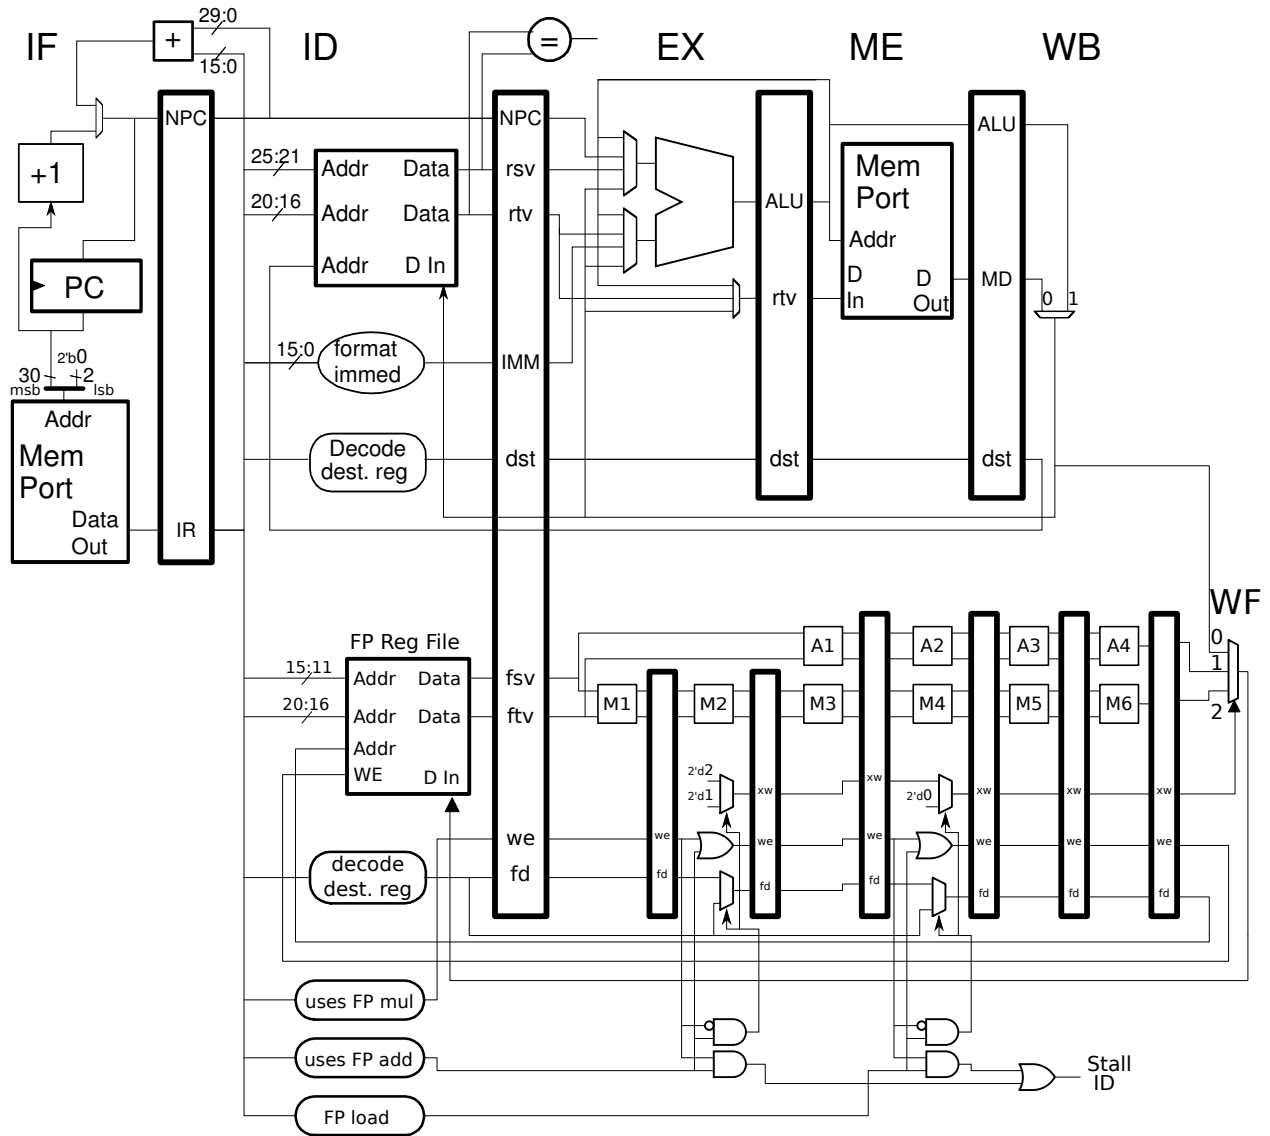 IF
ID
EX
ME
WB
29:0
+
15:0
=
NPC
NPC
ALU
+1
25:21
Addr
Data
rsv
Mem
Port
20:16
Addr
Data
rtv
ALU
Addr
Addr
D In
PC
D
In
D
Out
rtv
MD
0
1
2'b0
30
2
msb
lsb
15:0
format
immed
IMM
Addr
Mem
Port
Data
Out
Decode
dest. reg
dst
dst
dst
IR
WF
FP Reg File
0
1
2
A1
A2
A3
A4
15:11
Addr
Data
fsv
20:16
Addr
Data
ftv
M1
M2
M3
M4
M5
M6
Addr
WE
D In
2'd2
2'd1
xw
2'd0
xw
xw
xw
we
we
we
we
we
we
we
decode
dest. reg
fd
fd
fd
fd
fd
fd
fd
uses FP mul
uses FP add
FP load
Stall
ID